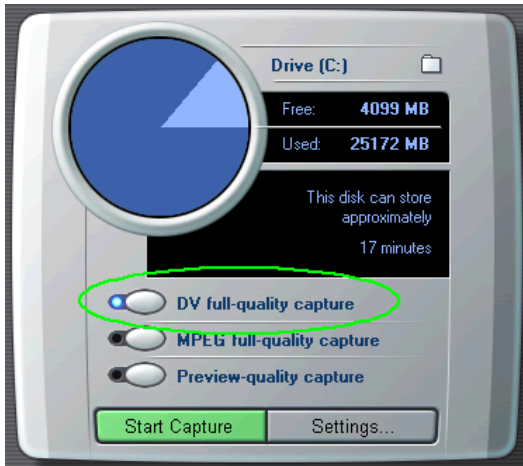 Drive (C:)
Free: 4099 MB
Used: 25172 MB
This disk can store
approximately
17 minutes
DV full-quality capture
MPEG full-quality capture
Preview-quality capture
Start Capture Settings...